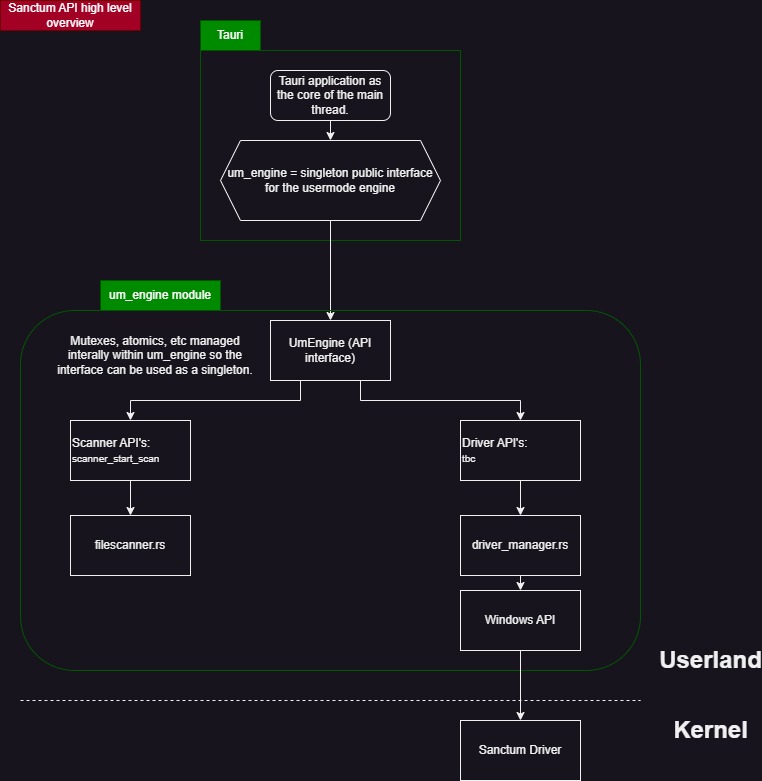 Sanctum API high level
overview
Tauri
Tauri application as
the core of the main
thread.
um_engine = singleton public interface
for the usermode engine
um_engine module
Mutexes, atomics, etc managed
interally within um_engine so the
interface can be used as a singleton.
UmEngine (API
interface)
Scanner API's:
scanner_start_scan
Driver API's:
tbc
filescanner.rs
driver_manager.rs
Windows API
Userland
Kernel
Sanctum Driver